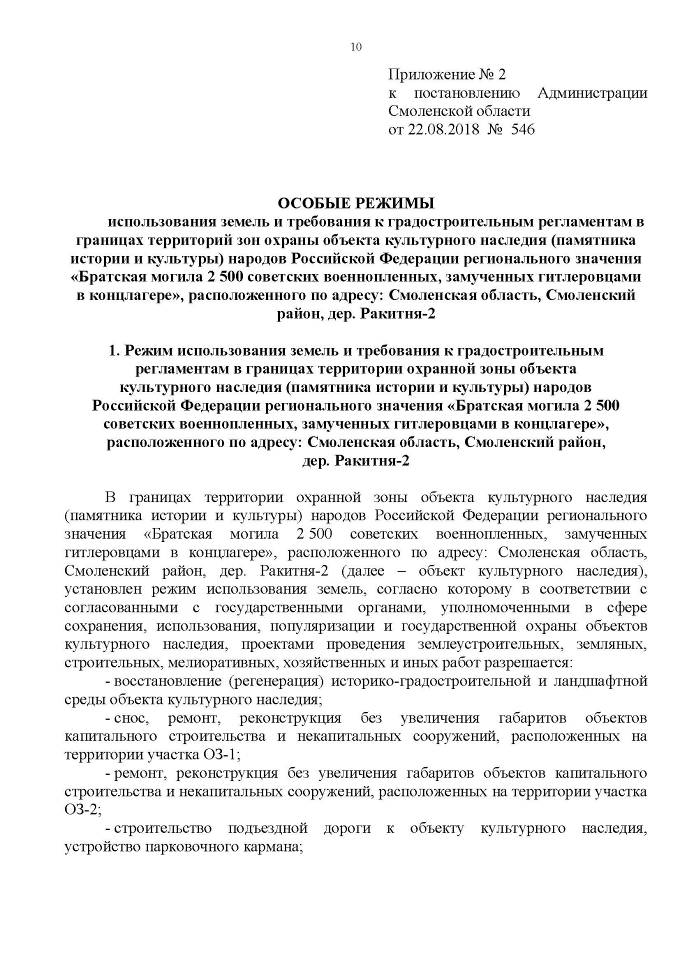 10
Приложение № 2
к постановлению Администрации
Смоленской области
от 22.08.2018 № 546
ОСОБЫЕ РЕЖИМЫ
использования земель и требования к градостроительным регламентам в
границах территорий зон охраны объекта культурного наследия (памятника
истории и культуры) народов Российской Федерации регионального значения
«Братская могила 2 500 советских военнопленных, замученных гитлеровцами
в концлагере», расположенного по адресу: Смоленская область, Смоленский
район, дер. Ракитня-2
1. Режим использования земель и требования к градостроительным
регламентам в границах территории охранной зоны объекта
культурного наследия (памятника истории и культуры) народов
Российской Федерации регионального значения «Братская могила 2 500
советских военнопленных, замученных гитлеровцами в концлагере»,
расположенного по адресу: Смоленская область, Смоленский район,
дер. Ракитня-2
В границах территории охранной зоны объекта культурного наследия
(памятника истории и культуры) народов Российской Федерации регионального
значения «Братская могила 2 500 советских военнопленных, замученных
гитлеровцами в концлагере», расположенного по адресу: Смоленская область,
Смоленский район, дер. Ракитня-2 (далее – объект культурного наследия),
установлен режим использования земель, согласно которому в соответствии с
согласованными с государственными органами, уполномоченными в сфере
сохранения, использования, популяризации и государственной охраны объектов
культурного наследия, проектами проведения землеустроительных, земляных,
строительных, мелиоративных, хозяйственных и иных работ разрешается:
- восстановление (регенерация) историко-градостроительной и ландшафтной
среды объекта культурного наследия;
- снос, ремонт, реконструкция без увеличения габаритов объектов
капитального строительства и некапитальных сооружений, расположенных на
территории участка ОЗ-1;
- ремонт, реконструкция без увеличения габаритов объектов капитального
строительства и некапитальных сооружений, расположенных на территории участка
ОЗ-2;
- строительство подъездной дороги к объекту культурного наследия,
устройство парковочного кармана;